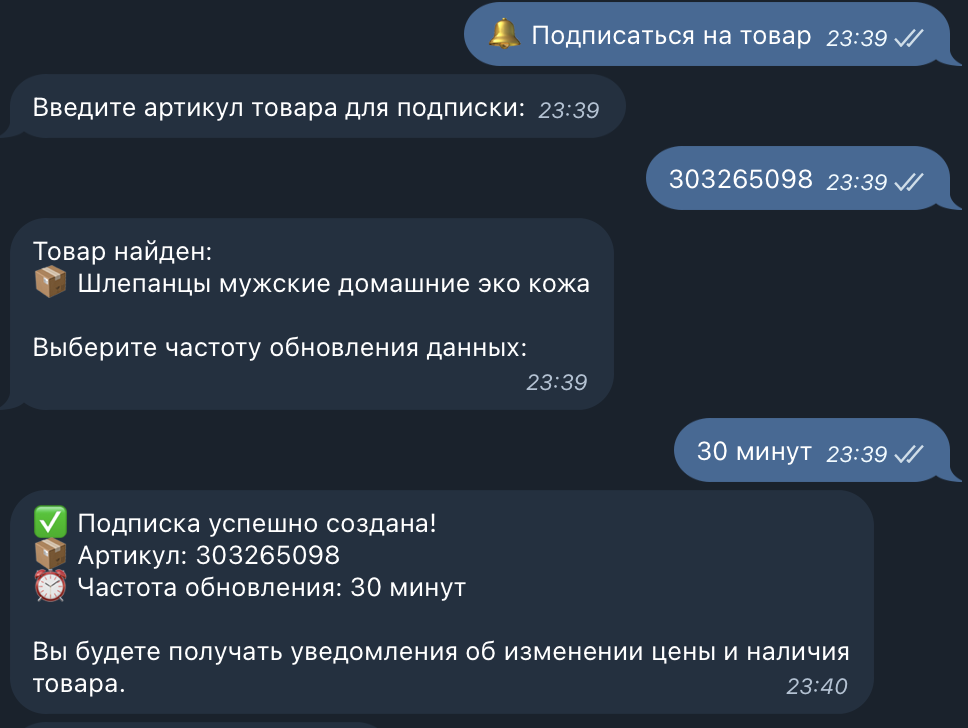 🔔 Подписаться на товар 23:39
Введите артикул товара для подписки: 23:39
303265098 23:39
Товар найден:
📦 Шлепанцы мужские домашние эко кожа
Выберите частоту обновления данных:
23:39
30 минут 23:39
✅ Подписка успешно создана!
📦 Артикул: 303265098
⏰ Частота обновления: 30 минут
Вы будете получать уведомления об изменении цены и наличия
товара. 23:40